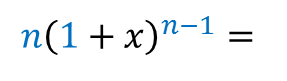 n(1 + x)^{n−1} =